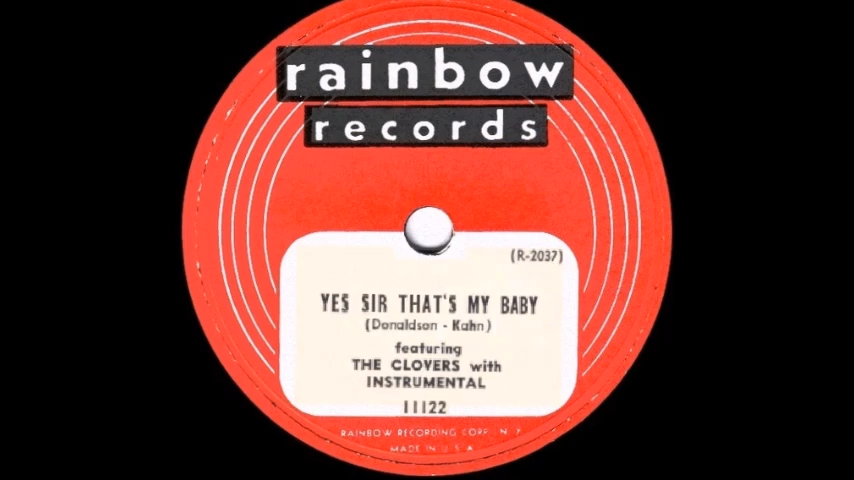 rainbow
records
(R-2037)
YES SIR THAT'S MY BABY
(Donaldson - Kahn)
featuring
THE CLOVERS with
INSTRUMENTAL
11122
RAINBOW RECORDING CORP. N. Y.
MADE IN U S A